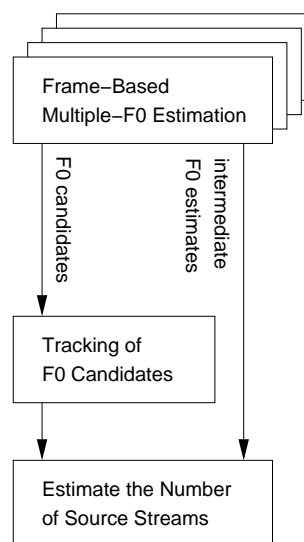 Frame−Based
Multiple−F0 Estimation
F0 candidates
intermediate
F0 estimates
Tracking of
F0 Candidates
Estimate the Number
of Source Streams